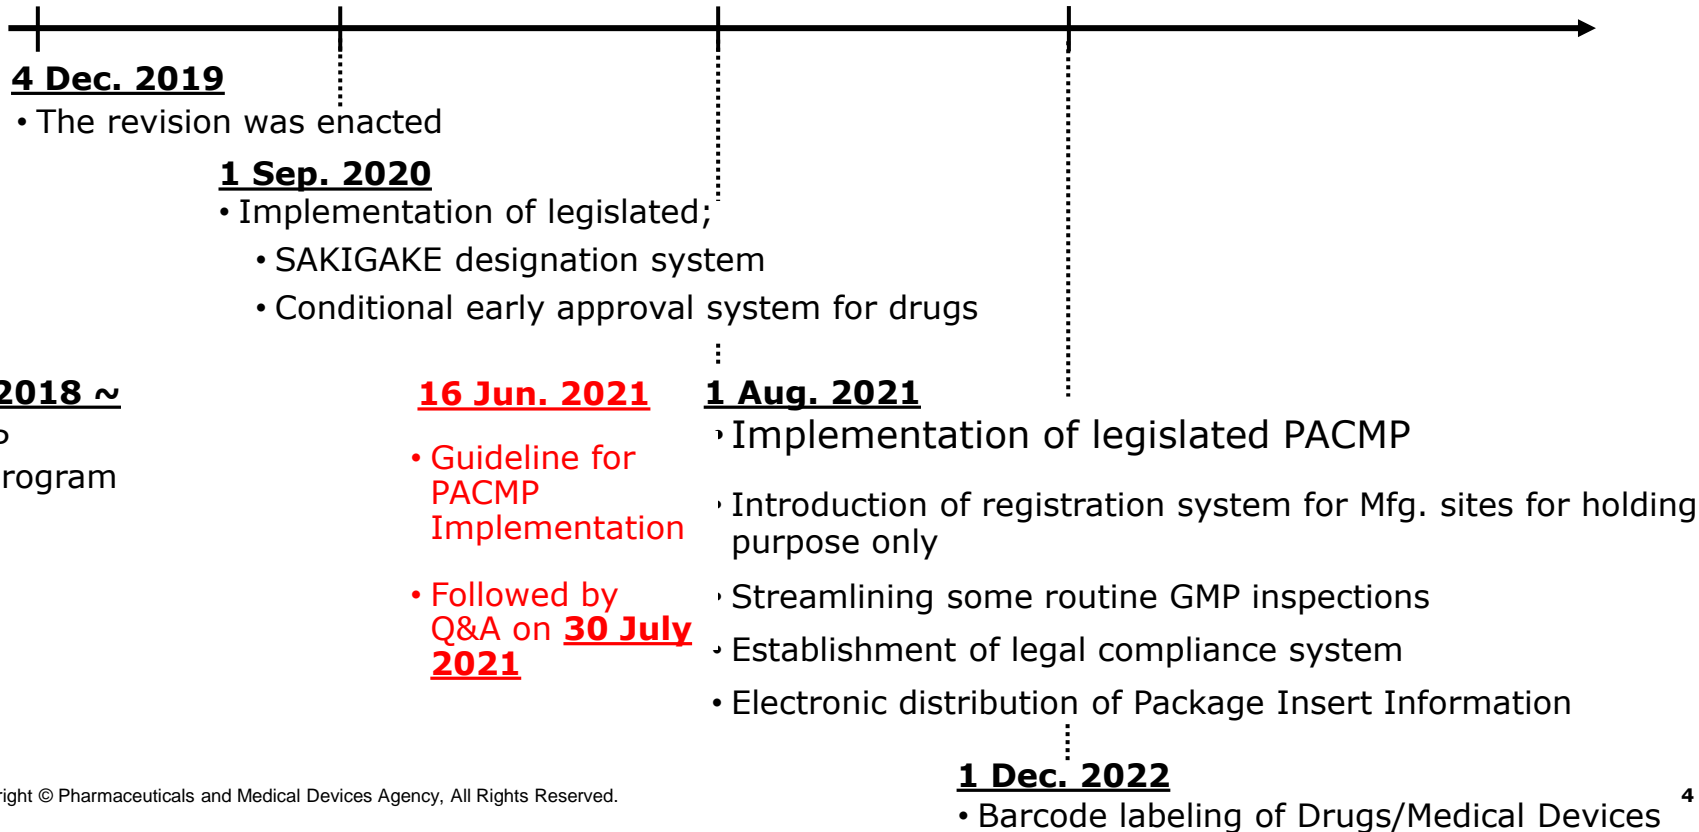 4 Dec. 2019
• The revision was enacted
1 Sep. 2020
• Implementation of legislated;
• SAKIGAKE designation system
• Conditional early approval system for drugs
2018 ~
P
rogram
16 Jun. 2021
• Guideline for
PACMP
Implementation
• Followed by
Q&A on 30 July
2021
1 Aug. 2021
• Implementation of legislated PACMP
• Introduction of registration system for Mfg. sites for holding
purpose only
• Streamlining some routine GMP inspections
• Establishment of legal compliance system
• Electronic distribution of Package Insert Information
1 Dec. 2022
• Barcode labeling of Drugs/Medical Devices
right © Pharmaceuticals and Medical Devices Agency, All Rights Reserved.
4